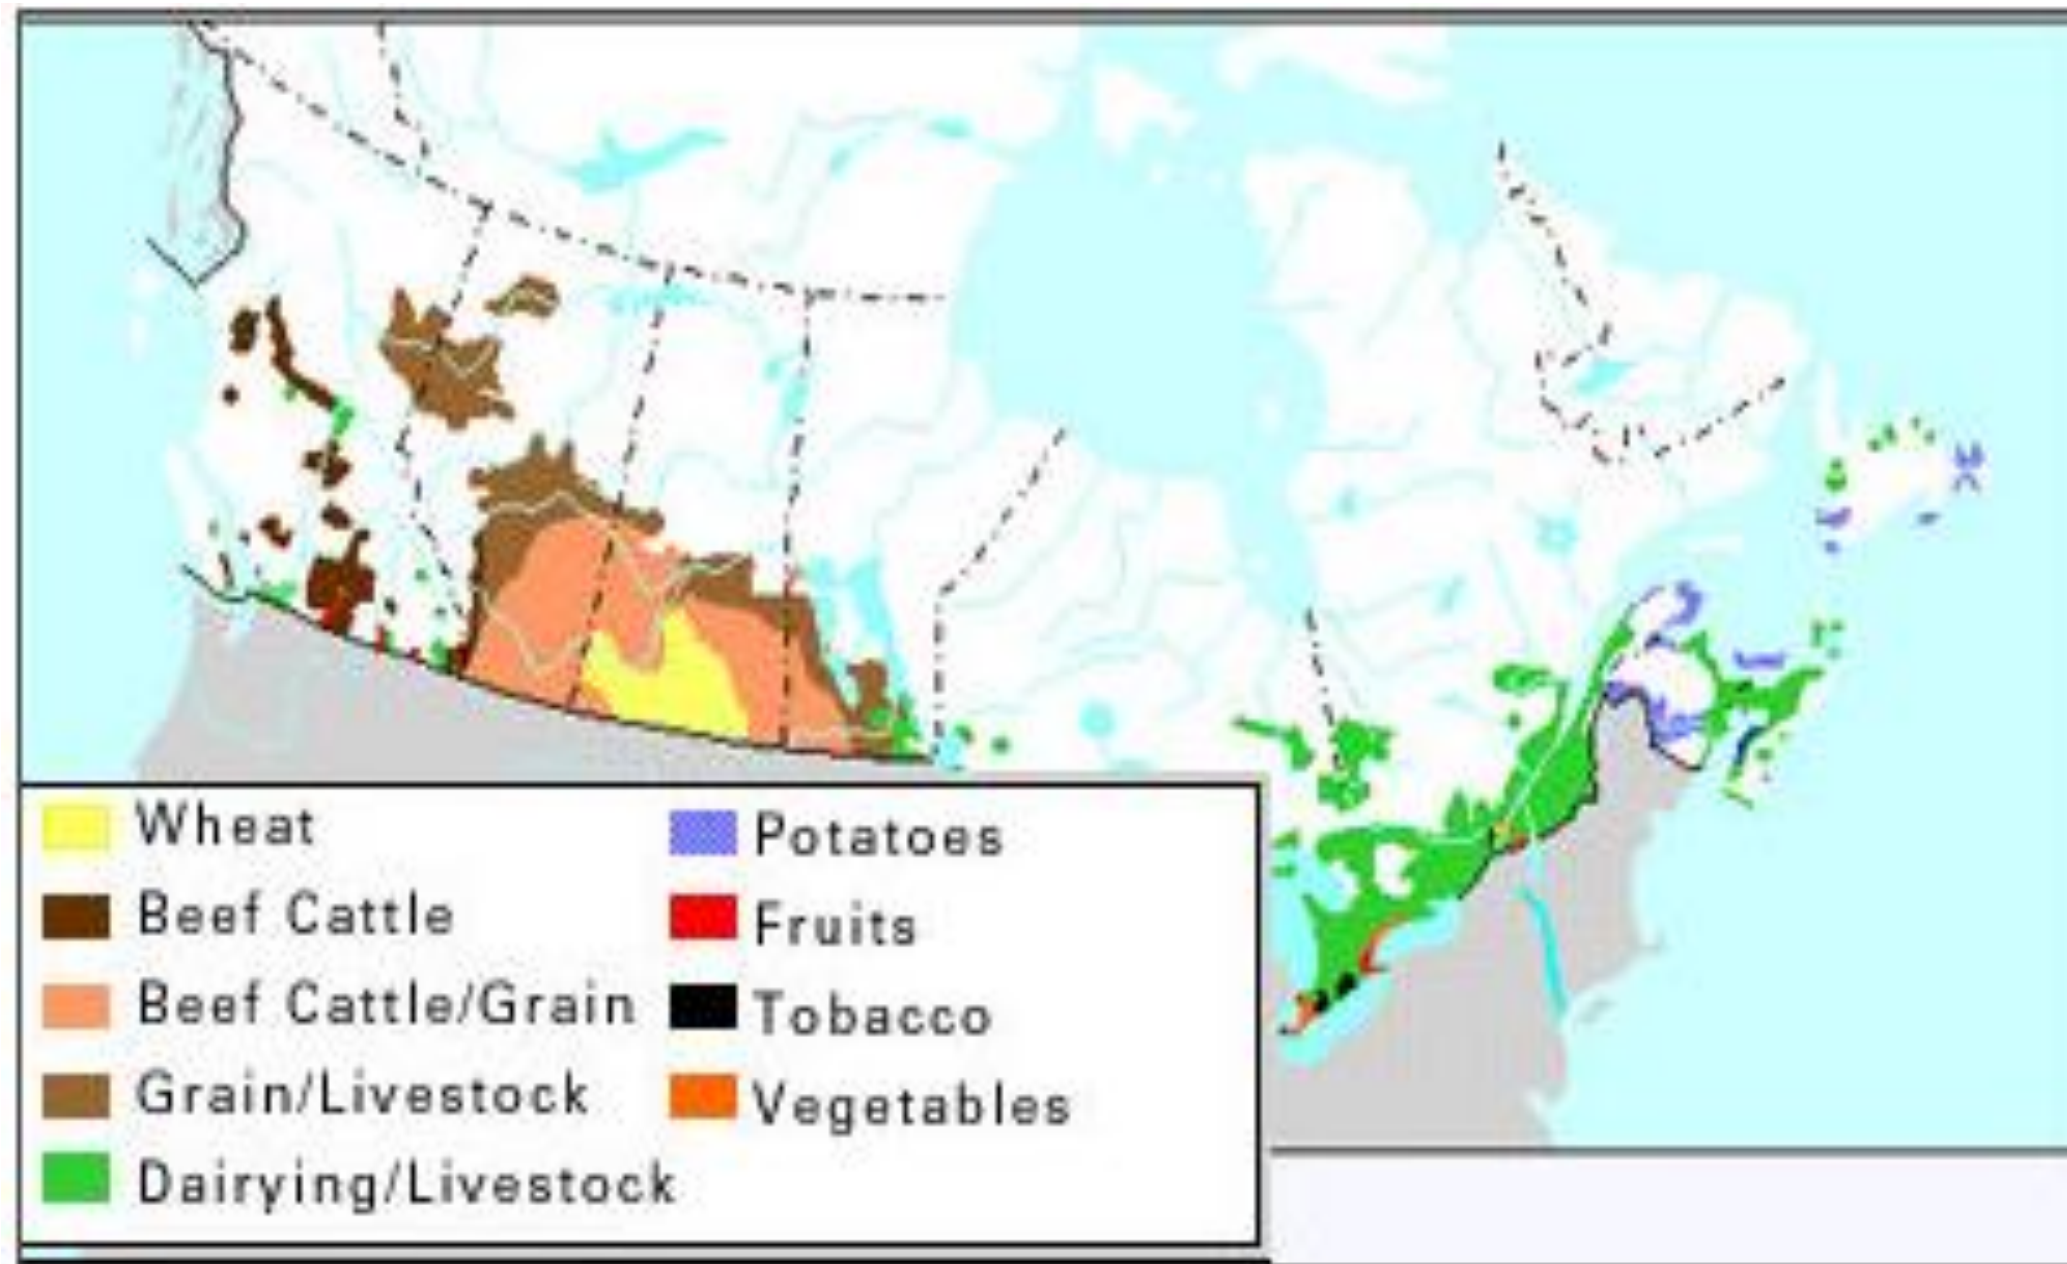 Wheat
Beef Cattle
Beef Cattle/Grain
Grain/Livestock
Dairying/Livestock
Potatoes
Fruits
Tobacco
Vegetables